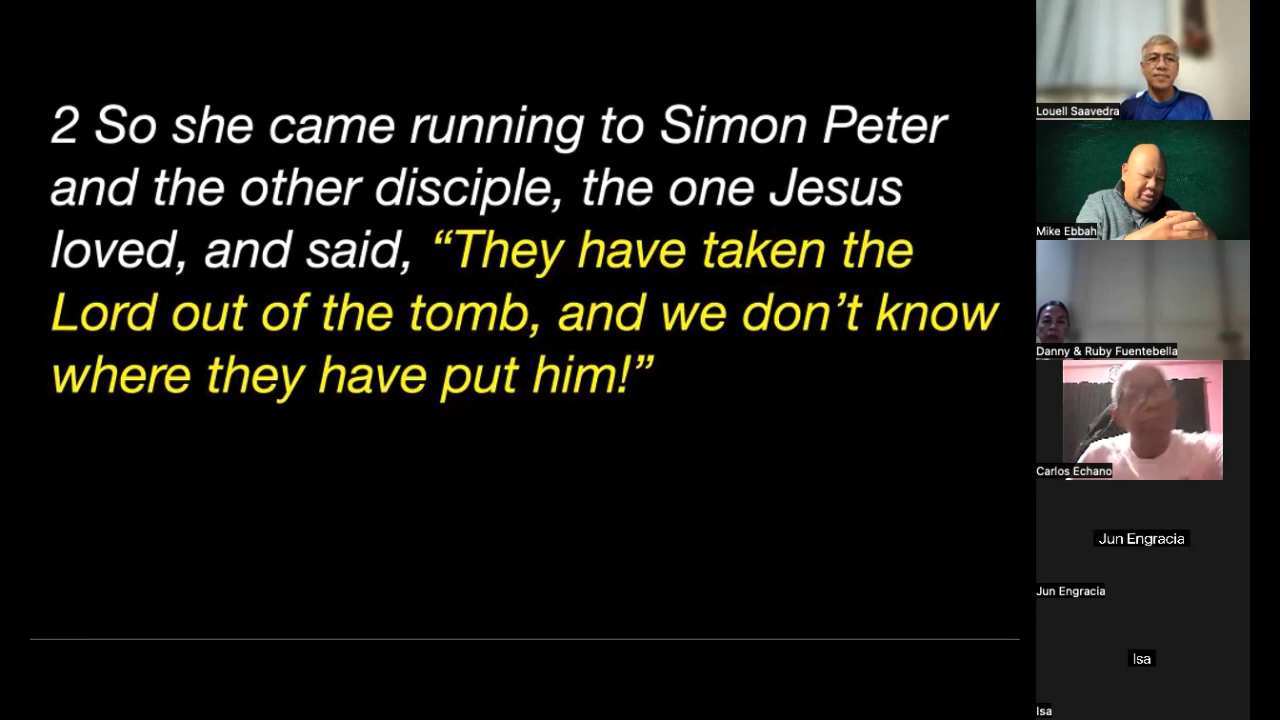 2 So she came running to Simon Peter
and the other disciple, the one Jesus
loved, and said, “They have taken the
Lord out of the tomb, and we don’t know
where they have put him!”
Louell Saavedra
Mike Ebbah
Danny & Ruby Fuentebella
Carlos Echano
Jun Engracia
Jun Engracia
Isa
Isa